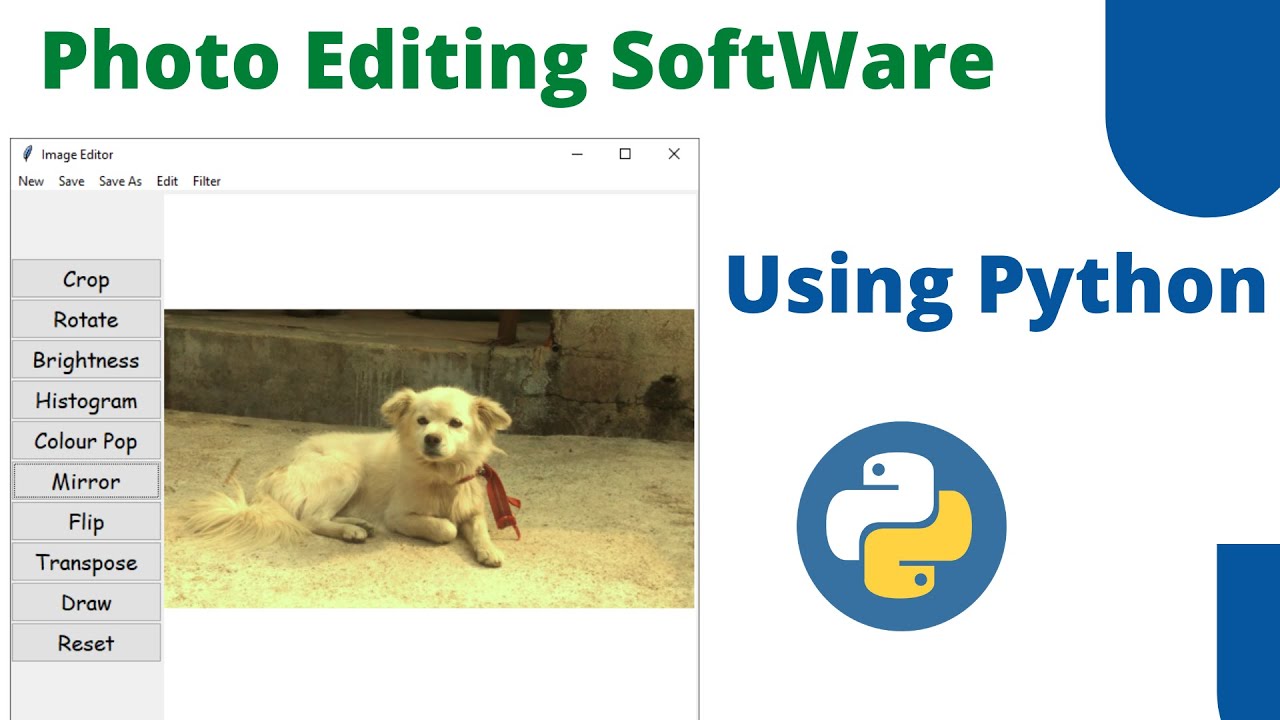 Photo Editing SoftWare
Image Editor
New Save Save As Edit Filter
Crop
Rotate
Brightness
Histogram
Colour Pop
Mirror
Flip
Transpose
Draw
Reset
Using Python